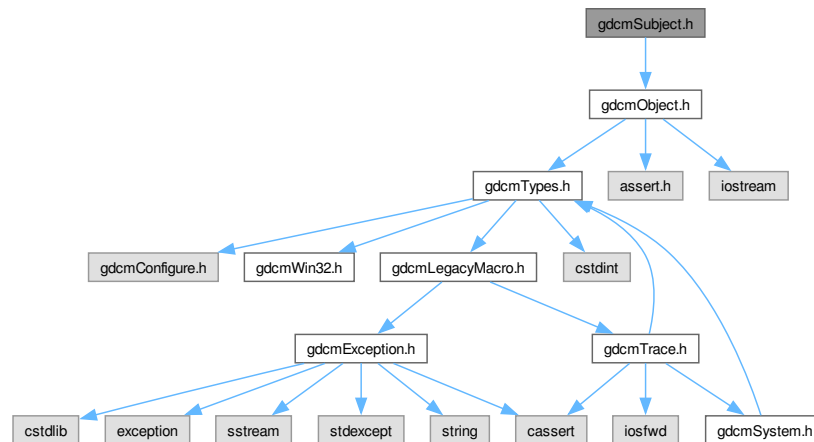 gdcmSubject.h
gdcmObject.h
gdcmTypes.h
assert.h
iostream
gdcmConfigure.h
gdcmWin32.h
gdcmLegacyMacro.h
cstdint
gdcmException.h
gdcmTrace.h
cstdlib
exception
sstream
stdexcept
string
cassert
iosfwd
gdcmSystem.h